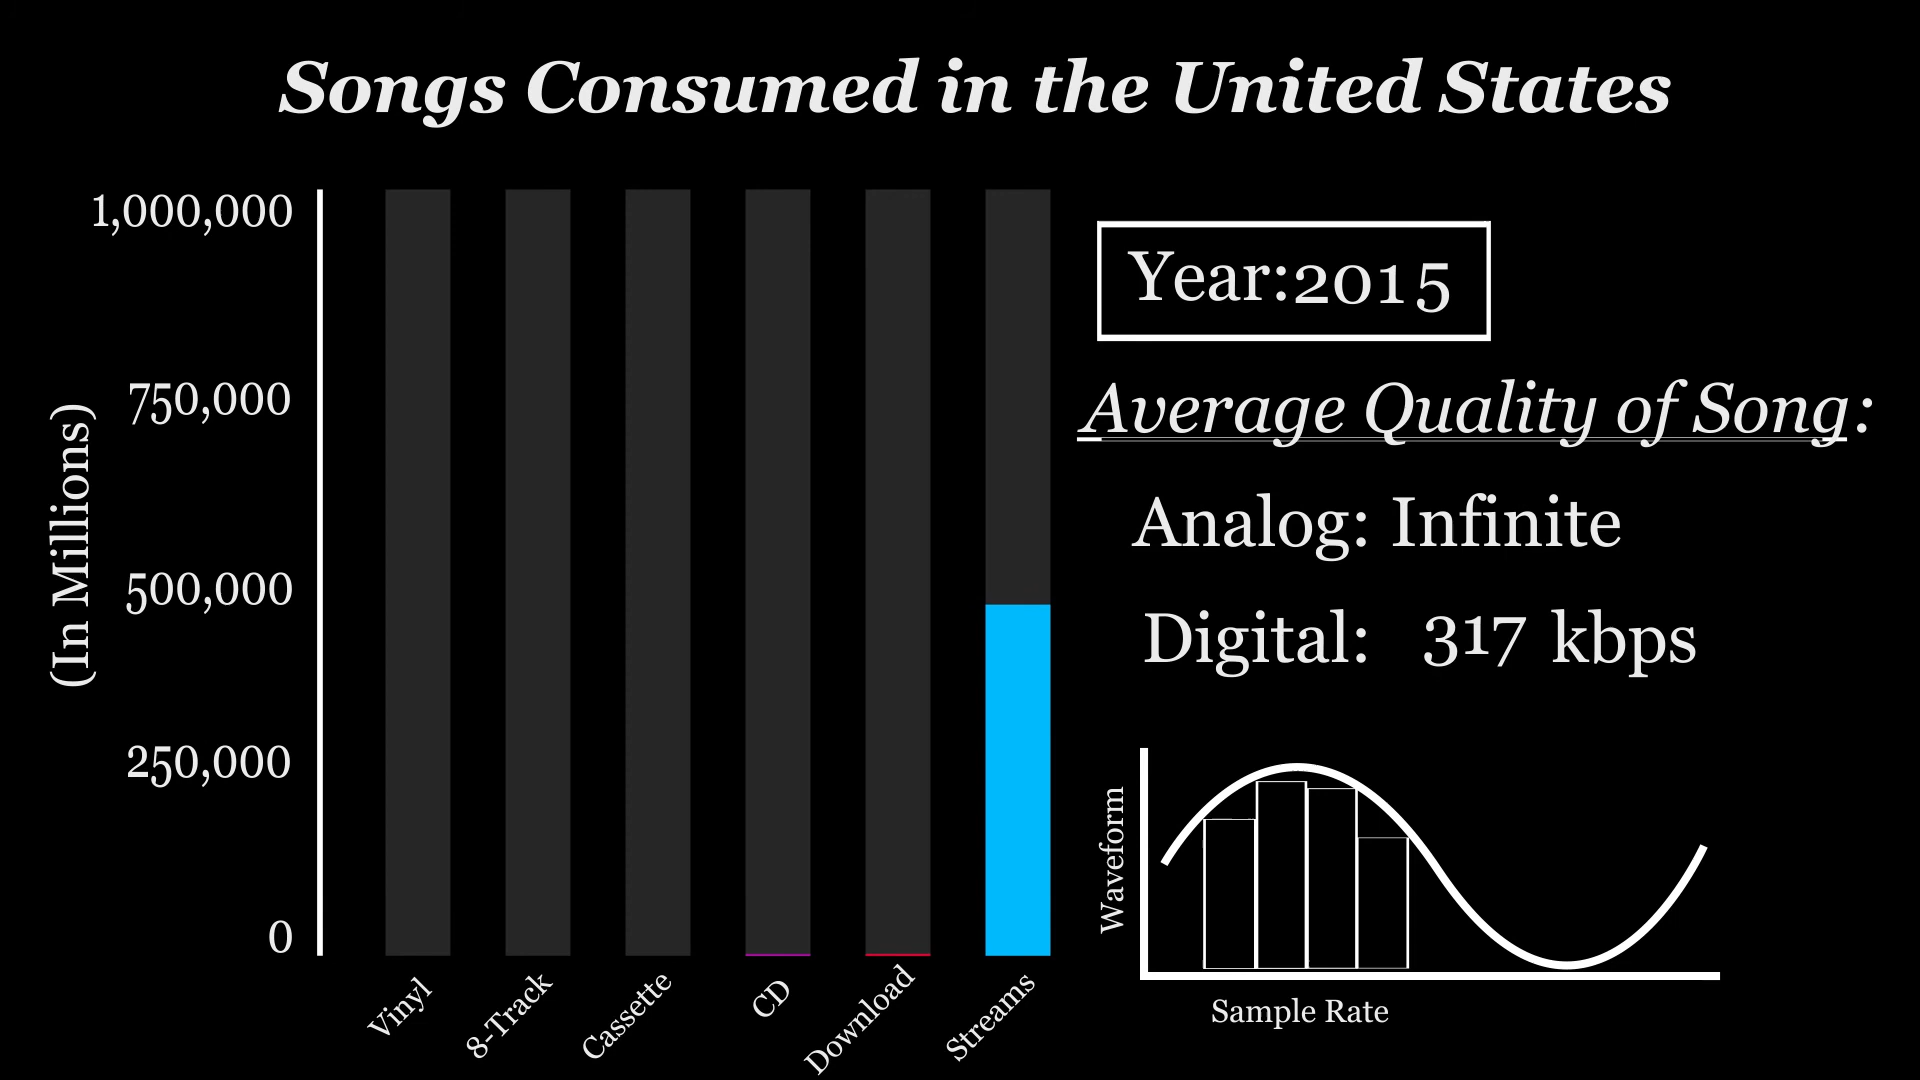 Songs Consumed in the United States
1,000,000
750,000
500,000
250,000
0
(In Millions)
Vinyl
8-Track
Cassette
CD
Download
Streams
Year:2015
Average Quality of Song:
Analog: Infinite
Digital: 317 kbps
Waveform
Sample Rate